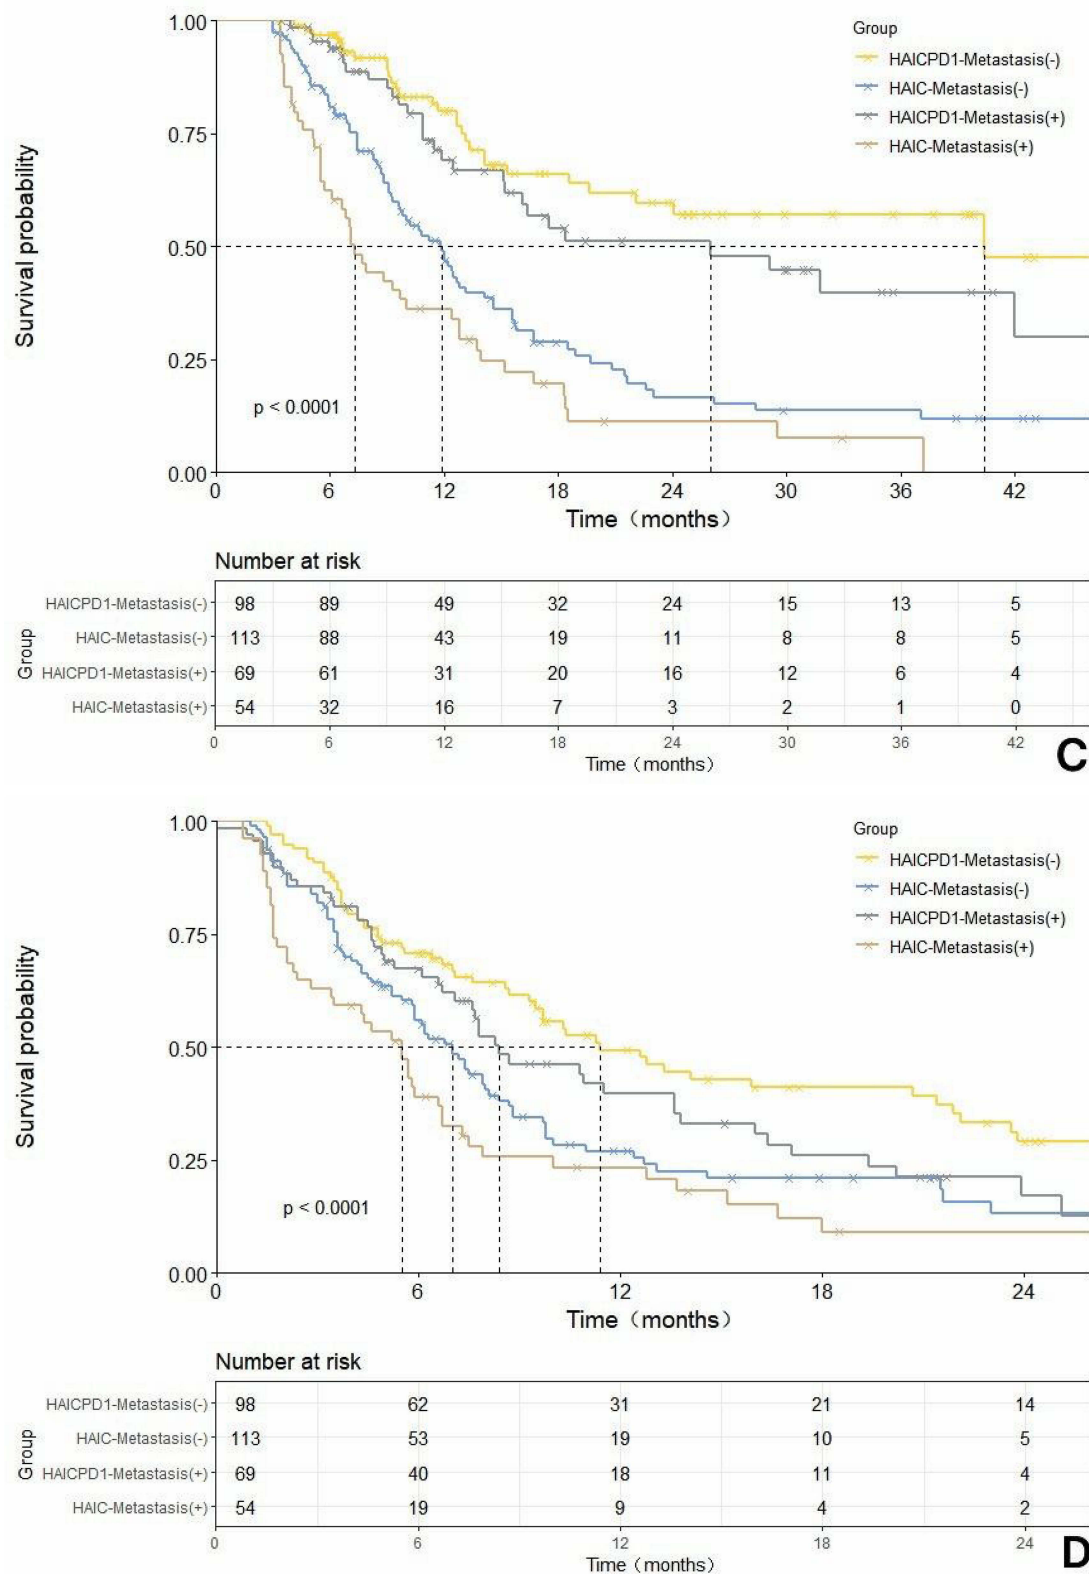 Group
HAICPD1-Metastasis(-)
HAIC-Metastasis(-)
HAICPD1-Metastasis(+)
HAIC-Metastasis(+)
Survival probability
1.00
0.75
0.50
0.25
0.00
p < 0.0001
0 6 12 18 24 30 36 42
Time（months）
Number at risk
Group
HAICPD1-Metastasis(-) 98 89 49 32 24 15 13 5
HAIC-Metastasis(-) 113 88 43 19 11 8 8 5
HAICPD1-Metastasis(+) 69 61 31 20 16 12 6 4
HAIC-Metastasis(+) 54 32 16 7 3 2 1 0
0 6 12 18 24 30 36 42
Time（months）
C
Group
HAICPD1-Metastasis(-)
HAIC-Metastasis(-)
HAICPD1-Metastasis(+)
HAIC-Metastasis(+)
Survival probability
1.00
0.75
0.50
0.25
0.00
p < 0.0001
0 6 12 18 24
Time（months）
Number at risk
Group
HAICPD1-Metastasis(-) 98 62 31 21 14
HAIC-Metastasis(-) 113 53 19 10 5
HAICPD1-Metastasis(+) 69 40 18 11 4
HAIC-Metastasis(+) 54 19 9 4 2
0 6 12 18 24
Time（months）
D